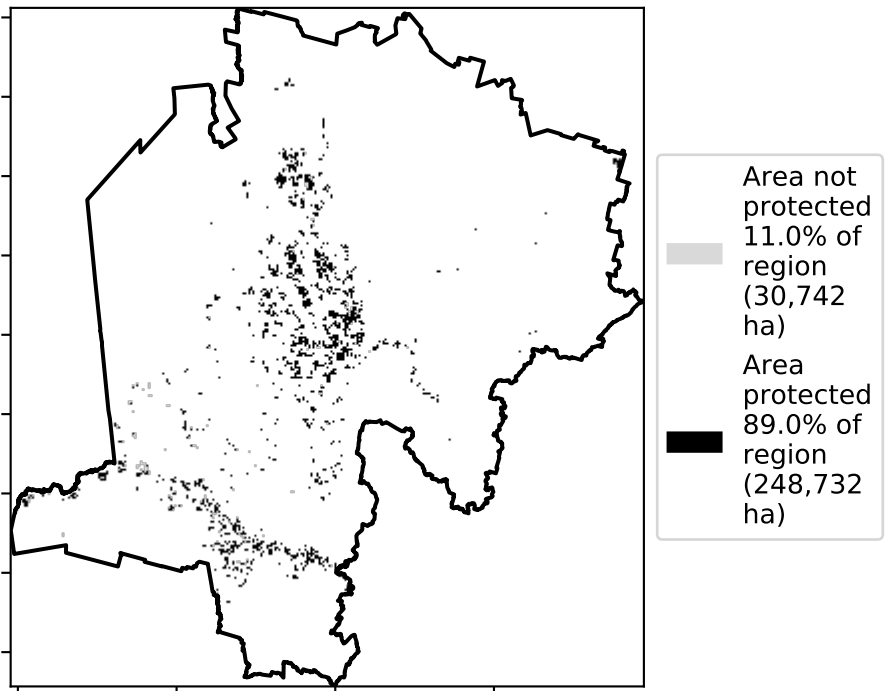 Area not
protected
11.0% of
region
(30,742
ha)
Area
protected
89.0% of
region
(248,732
ha)